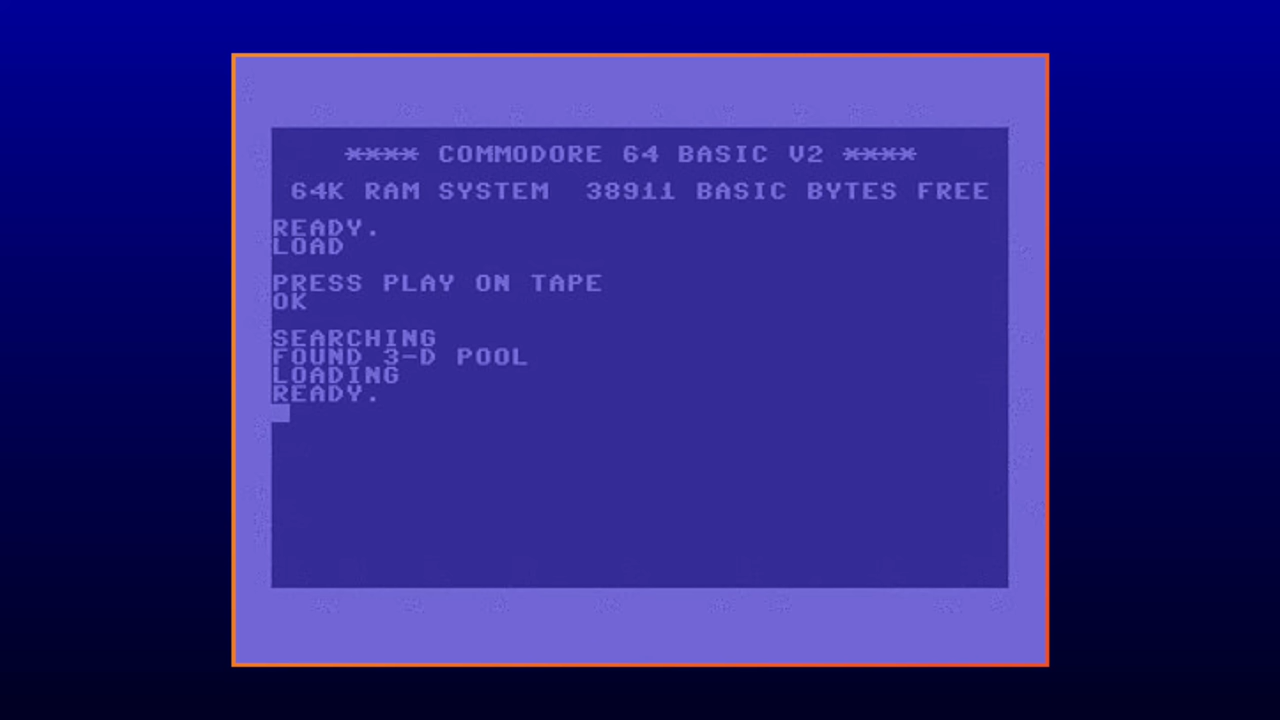 **** COMMODORE 64 BASIC V2 ****
64K RAM SYSTEM  38911 BASIC BYTES FREE
READY.
LOAD
PRESS PLAY ON TAPE
OK
SEARCHING
FOUND 3-D POOL
LOADING
READY.